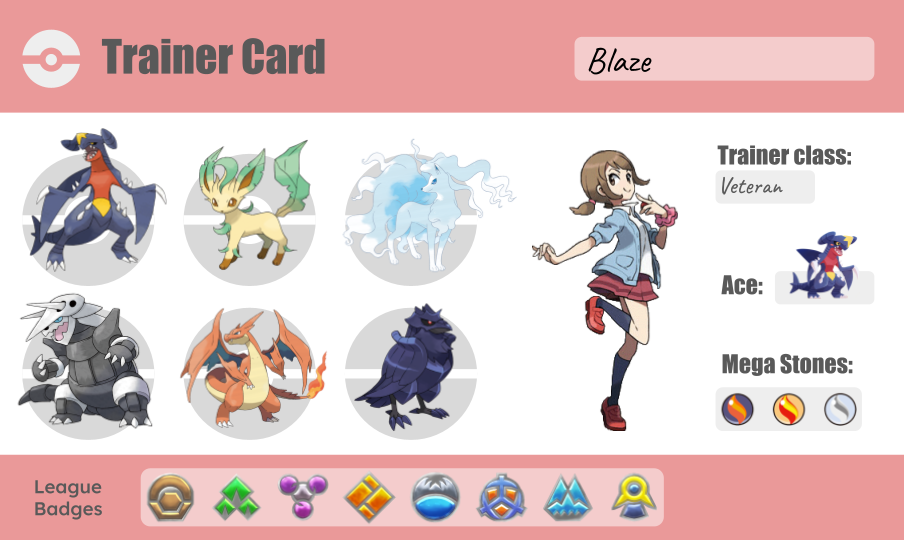 Trainer Card
Blaze
Trainer class:
Veteran
Ace:
Mega Stones:
League
Badges